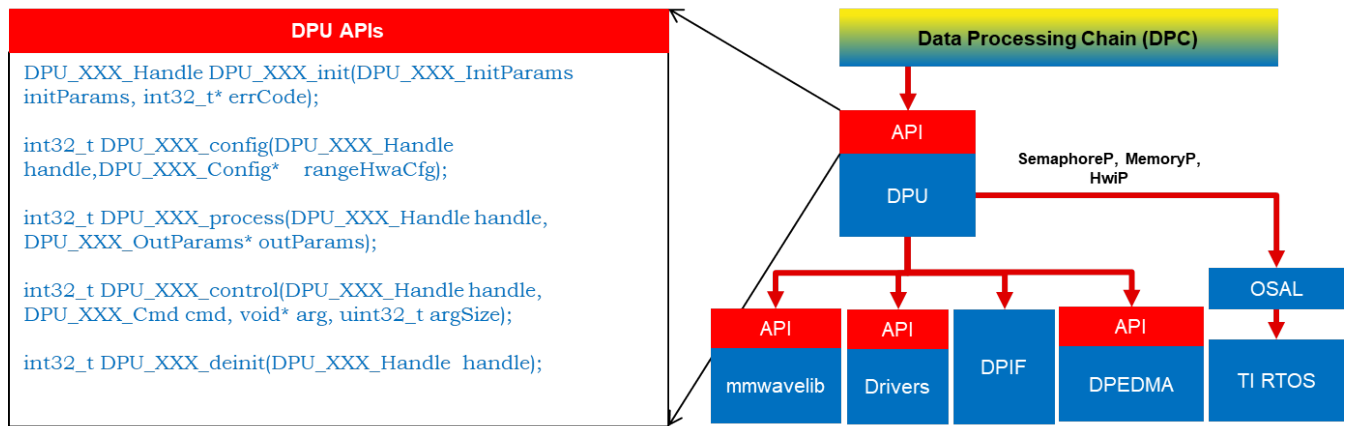 DPU APIs
DPU_XXX_Handle DPU_XXX_init(DPU_XXX_InitParams
initParams, int32_t* errCode);
int32_t DPU_XXX_config(DPU_XXX_Handle
handle,DPU_XXX_Config* rangeHwaCfg);
int32_t DPU_XXX_process(DPU_XXX_Handle handle,
DPU_XXX_OutParams* outParams);
int32_t DPU_XXX_control(DPU_XXX_Handle handle,
DPU_XXX_Cmd cmd, void* arg, uint32_t argSize);
int32_t DPU_XXX_deinit(DPU_XXX_Handle handle);
Data Processing Chain (DPC)
API
DPU
SemaphoreP, MemoryP,
HwiP
OSAL
TI RTOS
API
mmwavelib
API
Drivers
DPIF
API
DPEDMA